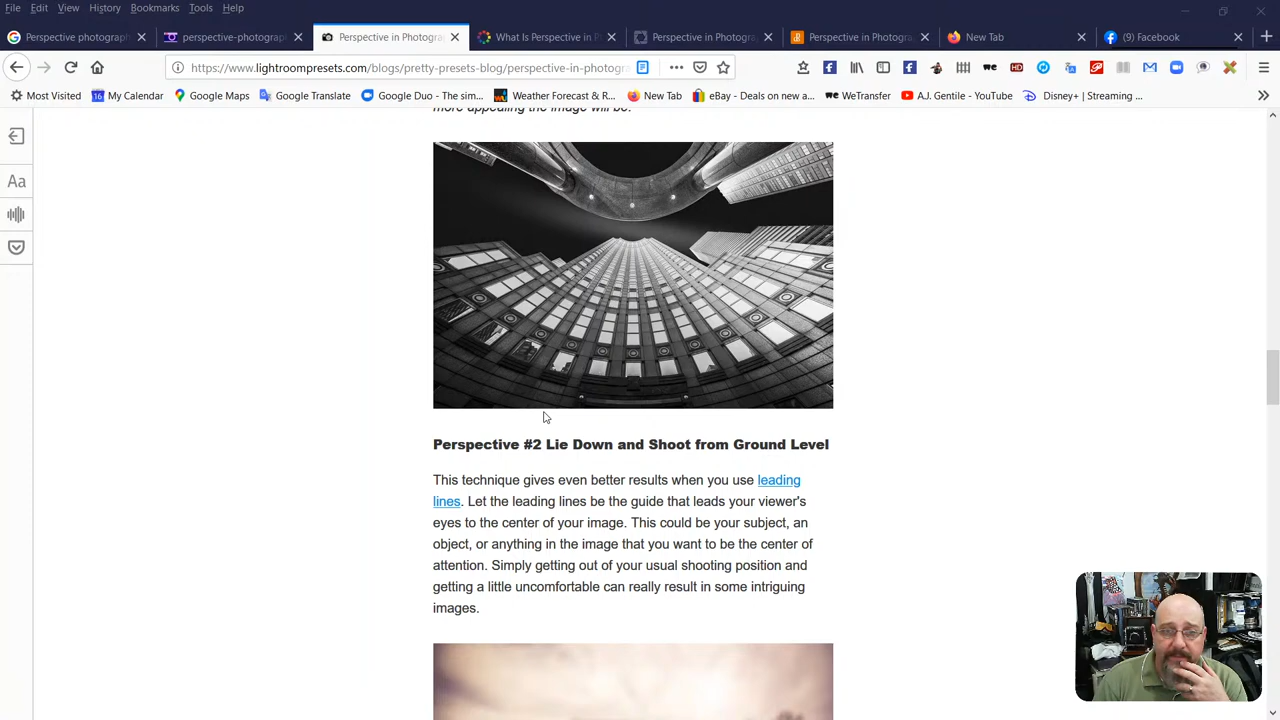 File Edit View History Bookmarks Tools Help
Perspective photograph
perspective-photograph
Perspective in Photogra
What Is Perspective in
Perspective in Photogra
Perspective in Photogra
New Tab
(9) Facebook
https://www.lightroompresets.com/blogs/pretty-presets-blog/perspective-in-photogr
Most Visited
16 My Calendar
Google Maps
Google Translate
Google Duo - The sim...
Weather Forecast & R...
New Tab
eBay - Deals on new a...
WeTransfer
A.J. Gentile - YouTube
Disney+ | Streaming ...
Aa
more appealing the image will be.
Perspective #2 Lie Down and Shoot from Ground Level
This technique gives even better results when you use leading
lines. Let the leading lines be the guide that leads your viewer's
eyes to the center of your image. This could be your subject, an
object, or anything in the image that you want to be the center of
attention. Simply getting out of your usual shooting position and
getting a little uncomfortable can really result in some intriguing
images.